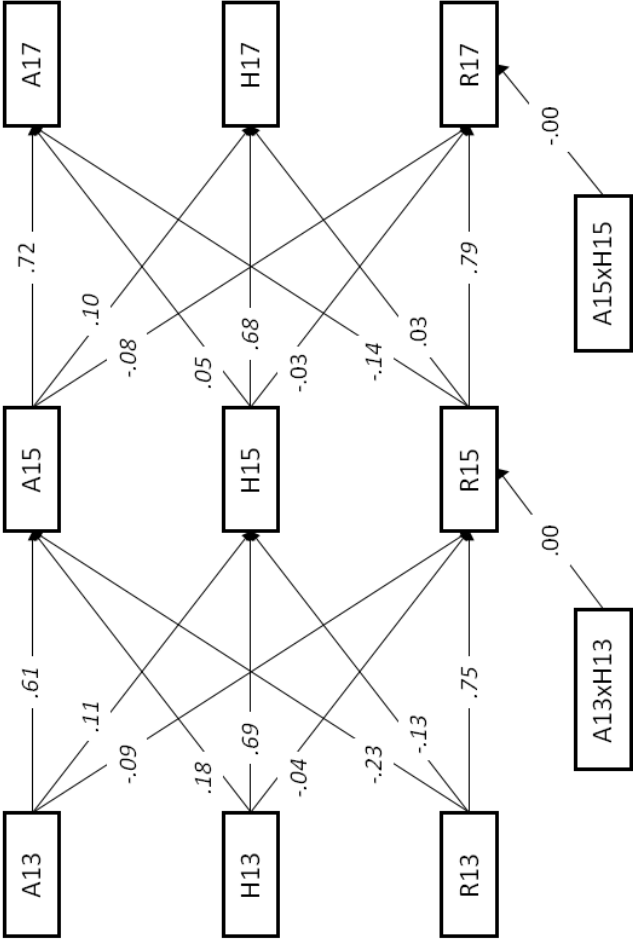 A13
A15
A17
.61
.72
.11
.10
-.09
-.08
.18
.05
H13
H15
H17
.69
.68
-.04
-.03
-.23
-.14
-.13
.03
R13
R15
R17
.75
.79
.00
-.00
A13xH13
A15xH15